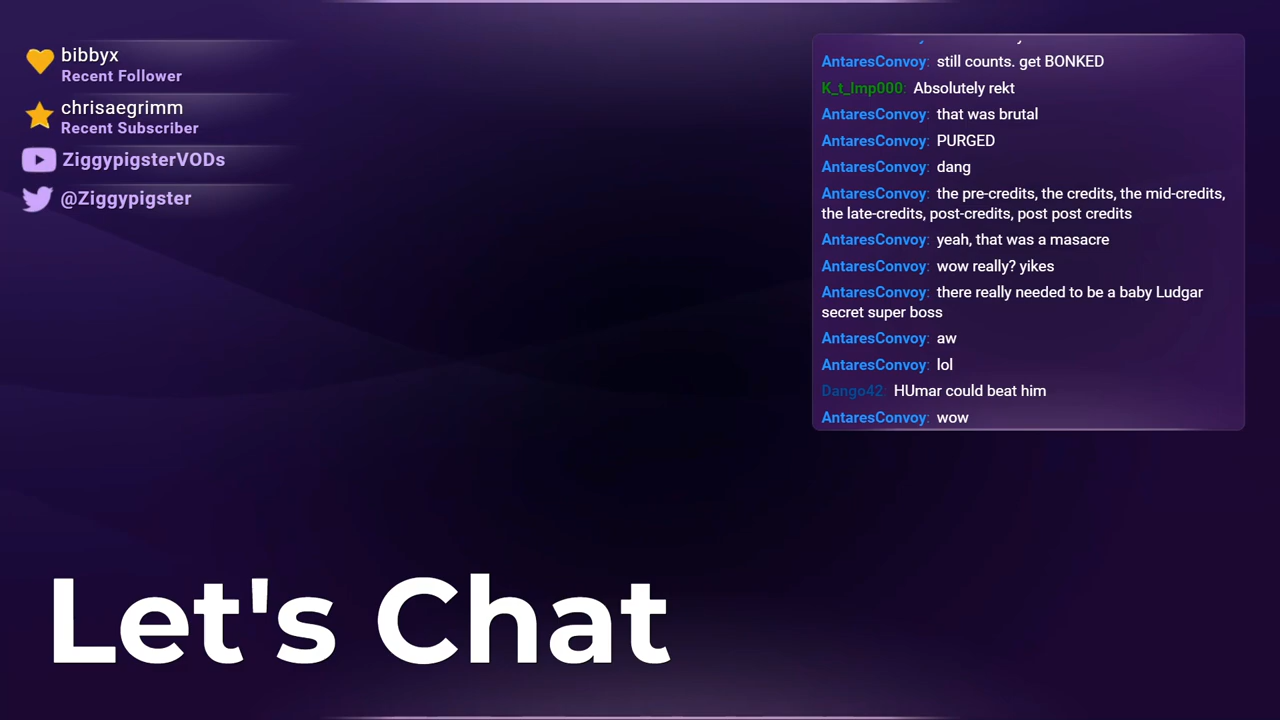 bibbyx
Recent Follower
chrisaegrimm
Recent Subscriber
ZiggypigsterVODs
@Ziggypigster
AntaresConvoy: still counts. get BONKED
K_t_Imp000: Absolutely rekt
AntaresConvoy: that was brutal
AntaresConvoy: PURGED
AntaresConvoy: dang
AntaresConvoy: the pre-credits, the credits, the mid-credits,
the late-credits, post-credits, post post credits
AntaresConvoy: yeah, that was a masacre
AntaresConvoy: wow really? yikes
AntaresConvoy: there really needed to be a baby Ludgar
secret super boss
AntaresConvoy: aw
AntaresConvoy: lol
Dango42: HUmar could beat him
AntaresConvoy: wow
Let's Chat